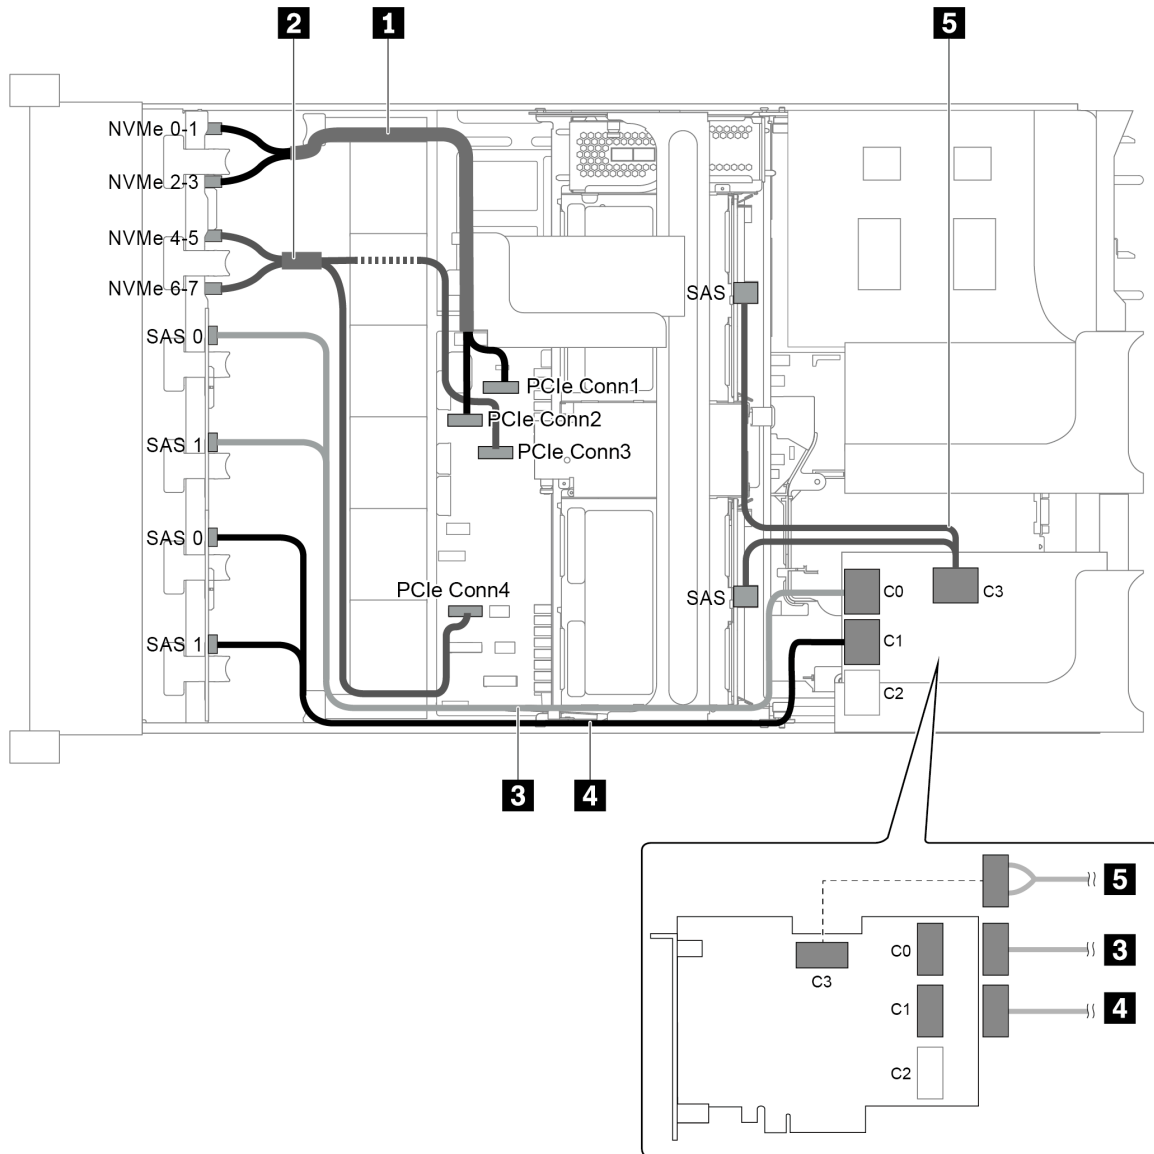 2
1
5
NVMe 0-1
NVMe 2-3
NVMe 4-5
NVMe 6-7
SAS
SAS 0
PCIe Conn1
PCIe Conn2
SAS 1
PCIe Conn3
SAS 0
PCIe Conn4
C0
C3
SAS
SAS 1
C1
C2
3
4
5
C0
3
C3
C1
4
C2